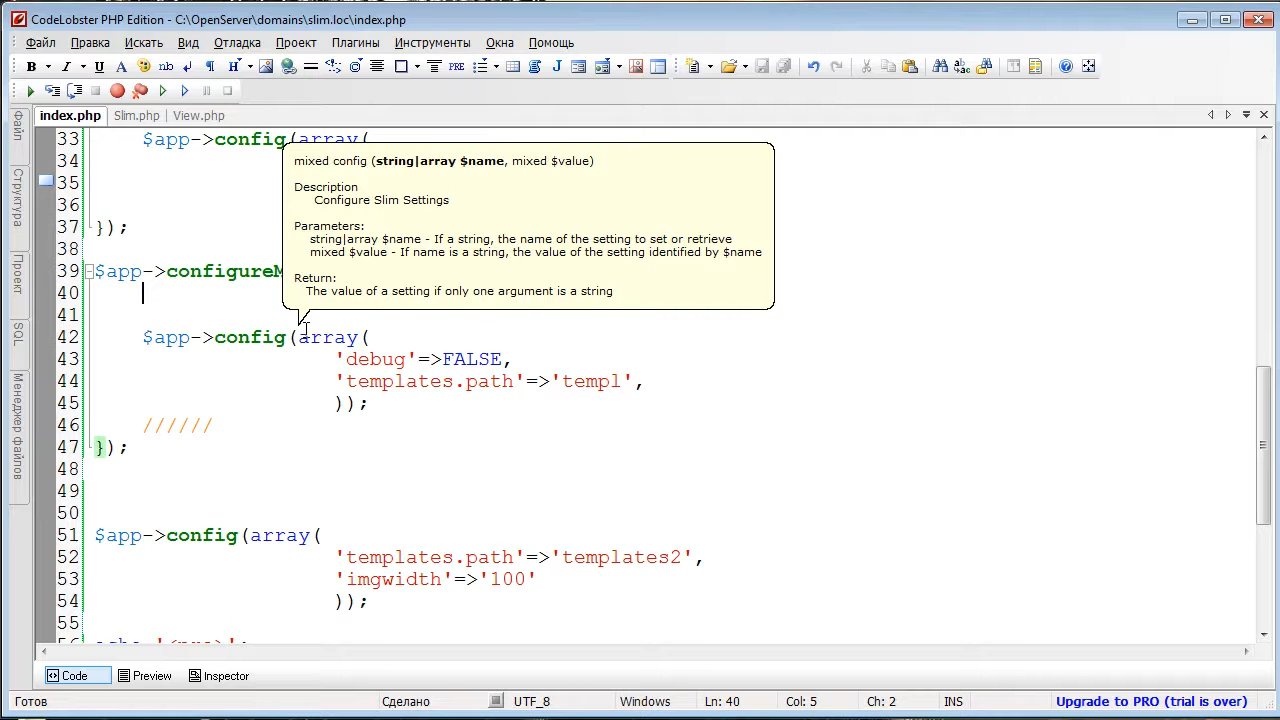 CodeLobster PHP Edition - C:\OpenServer\domains\slim.loc\index.php
Файл Правка Искать Вид Отладка Проект Плагины Инструменты Окна Помощь
index.php Slim.php View.php
Файл
Структура
Проект
SQL
Менеджер файлов
33 $app->config(array(
34
35
36
37 });
38
39 $app->configureM
40
41
42 $app->config(array(
43 'debug'=>FALSE,
44 'templates.path'=>'templ',
45 ));
46 //////
47 });
48
49
50
51 $app->config(array(
52 'templates.path'=>'templates2',
53 'imgwidth'=>'100'
54 ));
55
mixed config (string|array $name, mixed $value)
Description
Configure Slim Settings
Parameters:
string|array $name - If a string, the name of the setting to set or retrieve
mixed $value - If name is a string, the value of the setting identified by $name
Return:
The value of a setting if only one argument is a string
Code Preview Inspector
Готов Сделано UTF_8 Windows Ln: 40 Col: 5 Ch: 2 INS Upgrade to PRO (trial is over)